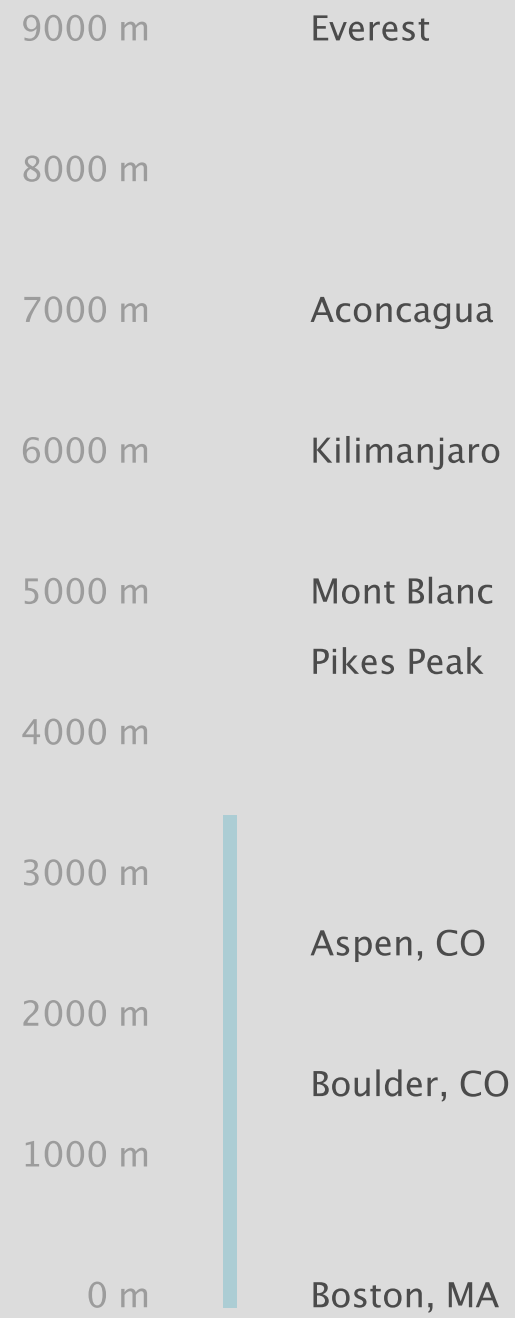 9000 m Everest
8000 m
7000 m Aconcagua
6000 m Kilimanjaro
5000 m Mont Blanc
Pikes Peak
4000 m
3000 m
Aspen, CO
2000 m
Boulder, CO
1000 m
0 m Boston, MA